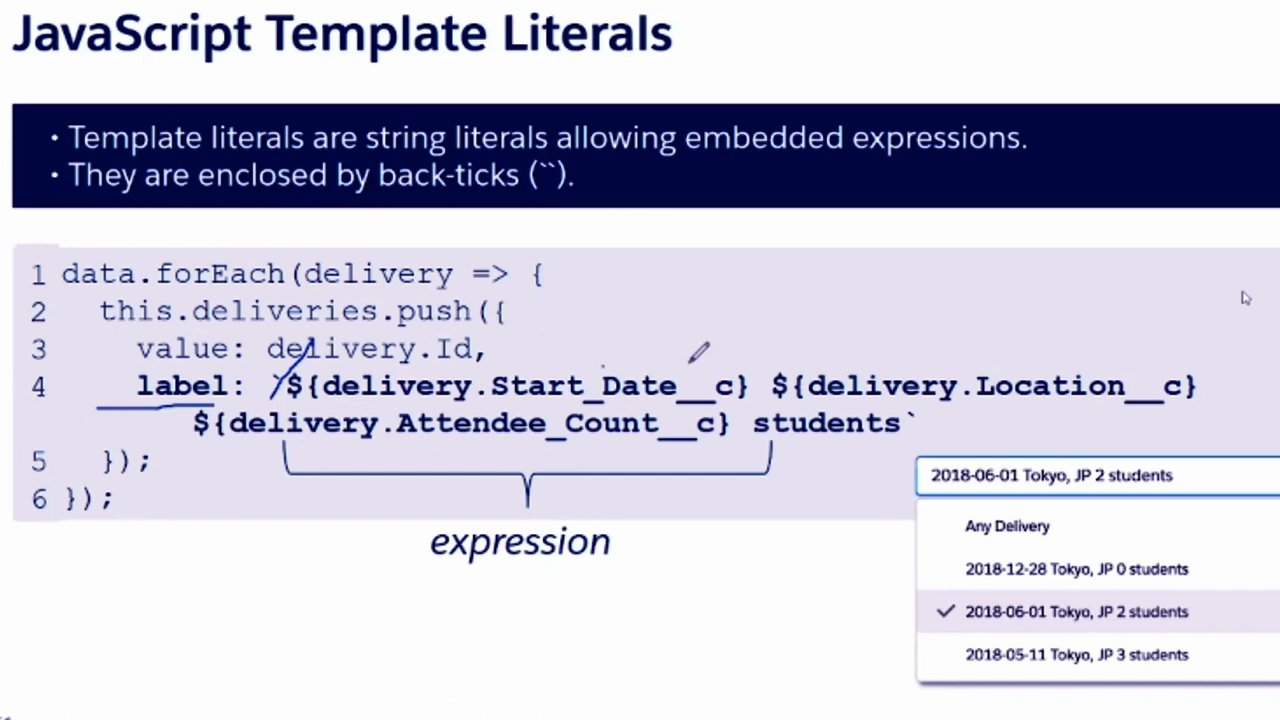 JavaScript Template Literals
• Template literals are string literals allowing embedded expressions.
• They are enclosed by back-ticks (``).
1 data.forEach(delivery => {
2 this.deliveries.push({
3 value: delivery.Id,
4 label: `${delivery.Start_Date__c} ${delivery.Location__c}
${delivery.Attendee_Count__c} students`
5 });
6 });
expression
2018-06-01 Tokyo, JP 2 students
Any Delivery
2018-12-28 Tokyo, JP 0 students
2018-06-01 Tokyo, JP 2 students
2018-05-11 Tokyo, JP 3 students